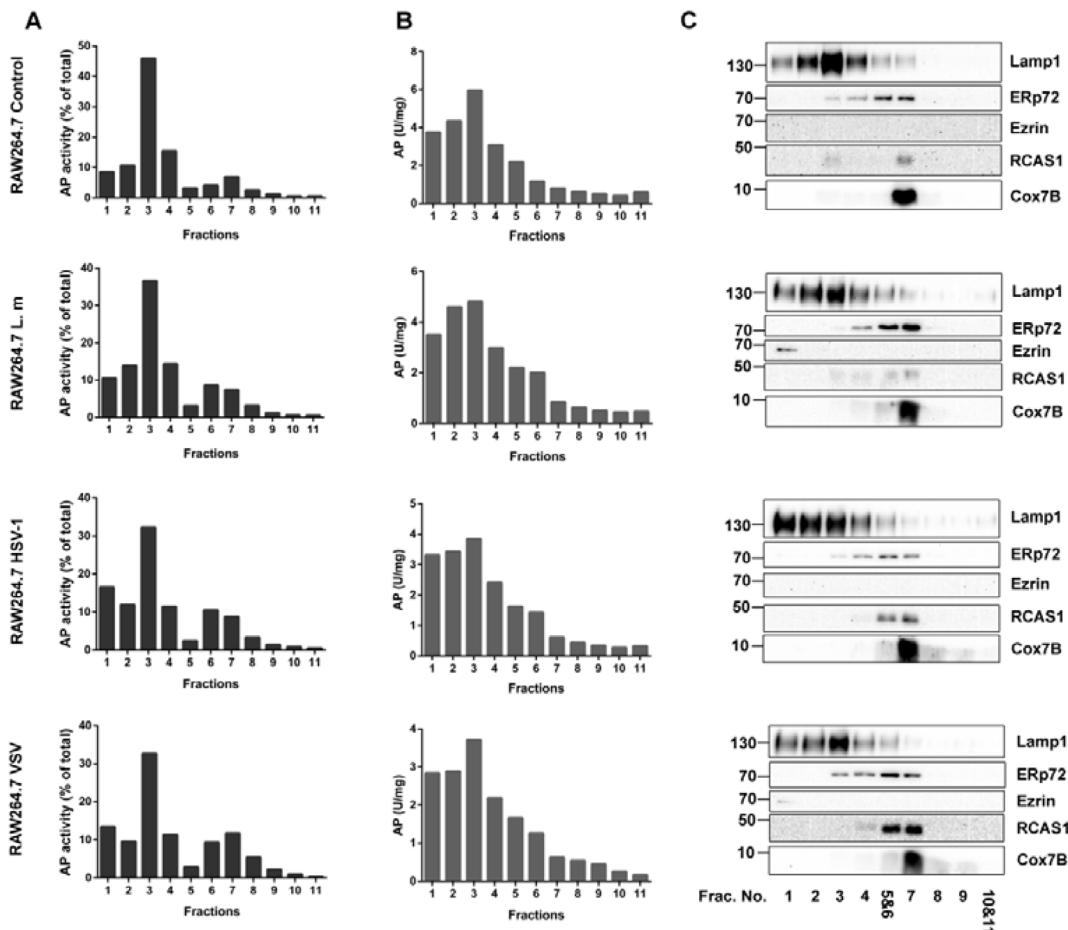 A
B
C
RAW264.7 Control
AP activity (% of total)
50
40
30
20
10
0
1 2 3 4 5 6 7 8 9 10 11
Fractions
AP (U/mg)
8
6
4
2
0
1 2 3 4 5 6 7 8 9 10 11
Fractions
130
Lamp1
70
ERp72
70
Ezrin
50
RCAS1
10
Cox7B
RAW264.7 L. m
AP activity (% of total)
40
30
20
10
0
1 2 3 4 5 6 7 8 9 10 11
Fractions
AP (U/mg)
6
4
2
0
1 2 3 4 5 6 7 8 9 10 11
Fractions
130
Lamp1
70
ERp72
70
Ezrin
50
RCAS1
10
Cox7B
RAW264.7 HSV-1
AP activity (% of total)
40
30
20
10
0
1 2 3 4 5 6 7 8 9 10 11
Fractions
AP (U/mg)
5
4
3
2
1
0
1 2 3 4 5 6 7 8 9 10 11
Fractions
130
Lamp1
70
ERp72
70
Ezrin
50
RCAS1
10
Cox7B
RAW264.7 VSV
AP activity (% of total)
40
30
20
10
0
1 2 3 4 5 6 7 8 9 10 11
Fractions
AP (U/mg)
4
3
2
1
0
1 2 3 4 5 6 7 8 9 10 11
Fractions
130
Lamp1
70
ERp72
70
Ezrin
50
RCAS1
10
Cox7B
Frac. No. 1 2 3 4 5&6 7 8 9 10&11